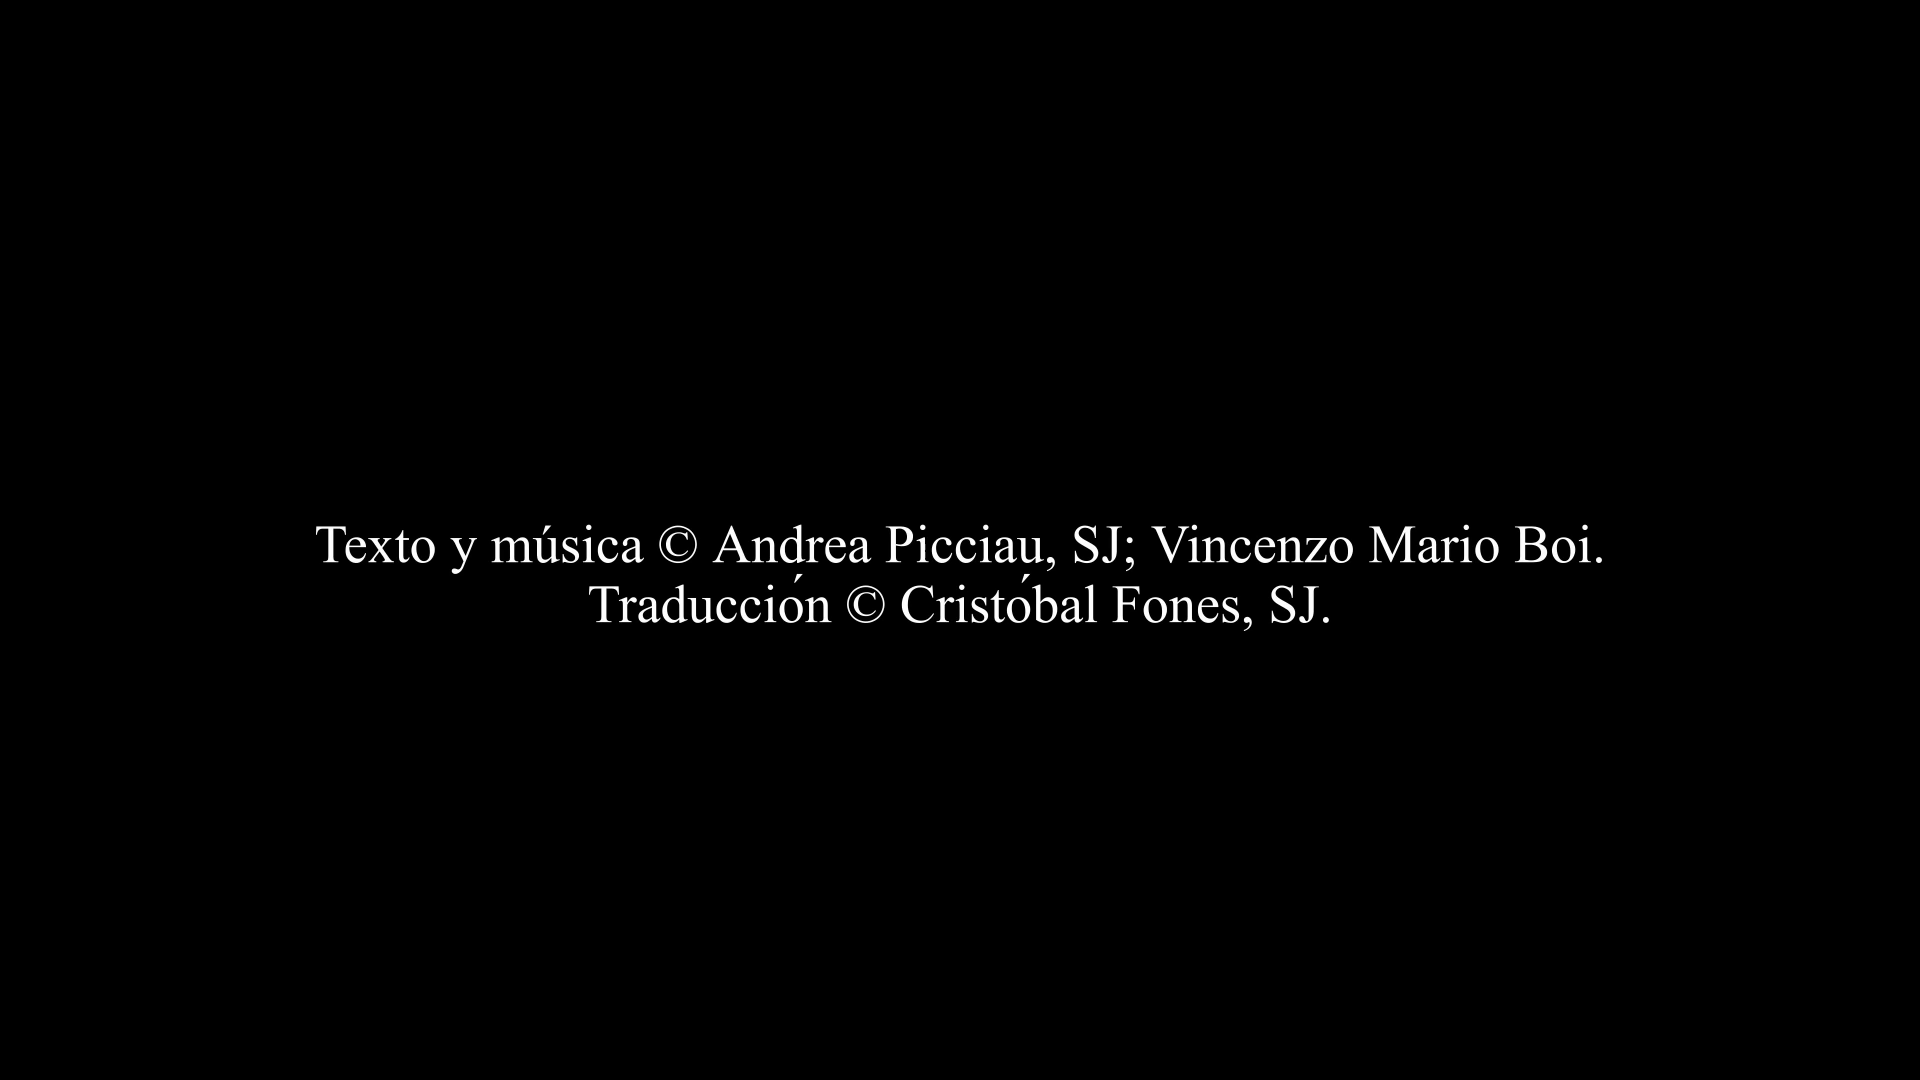 Texto y música © Andrea Picciau, SJ; Vincenzo Mario Boi.
Traducción © Cristóbal Fones, SJ.